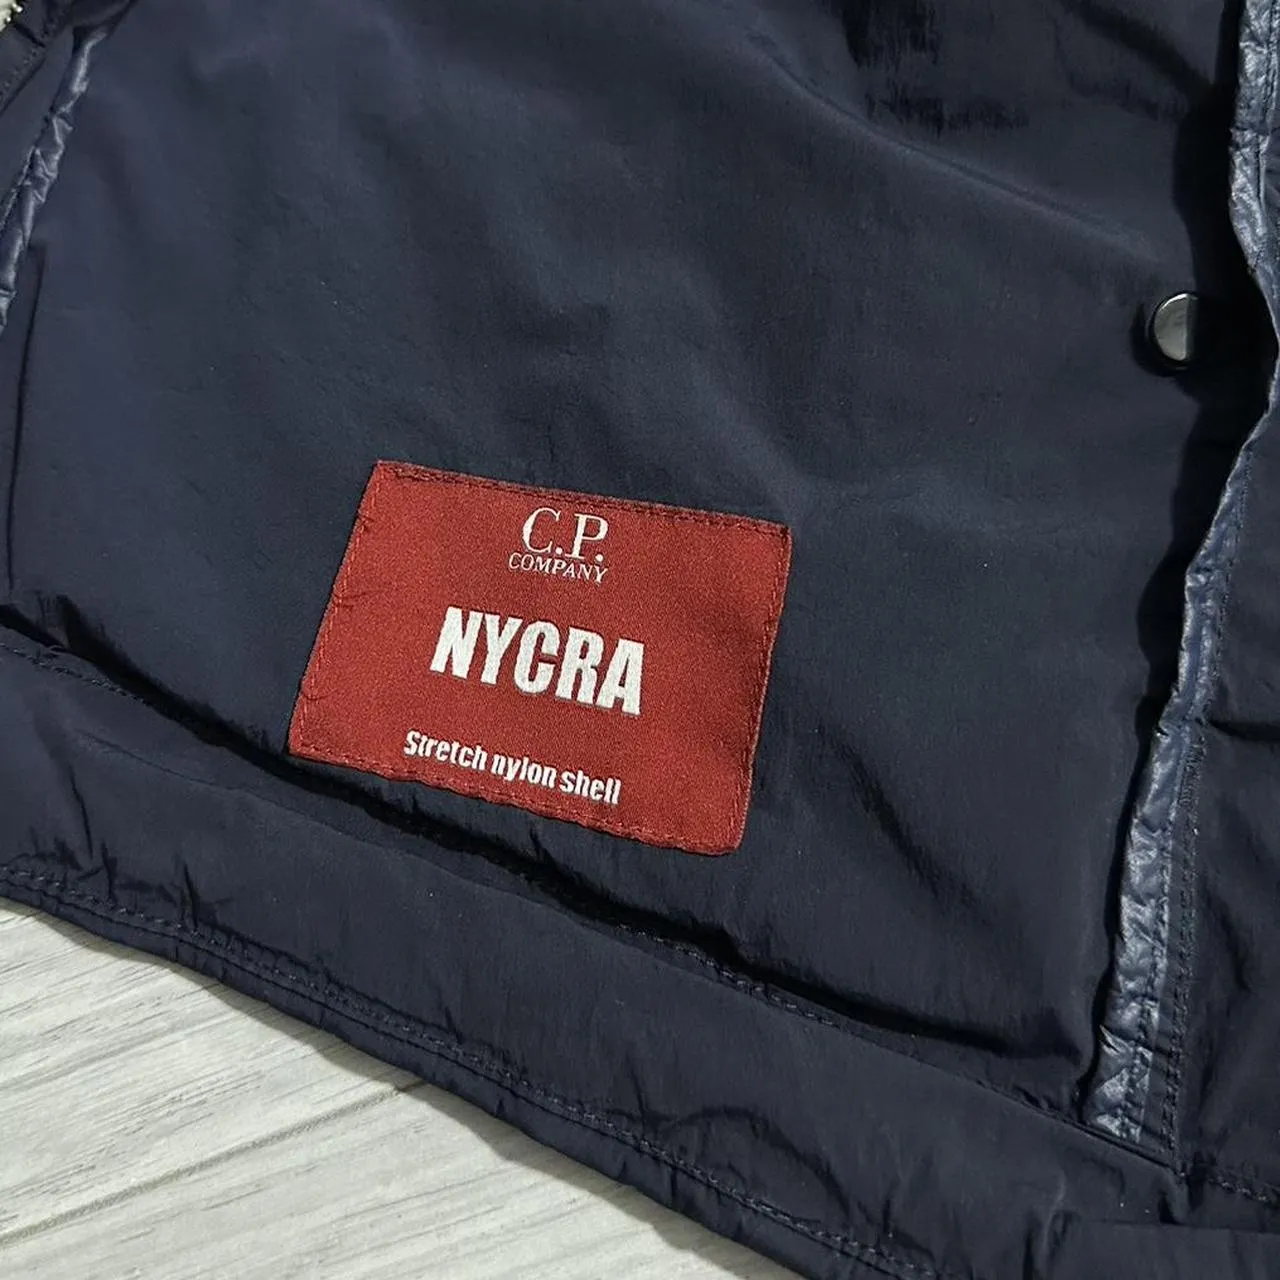 C.P.
COMPANY
NYCRA
Stretch nylon shell